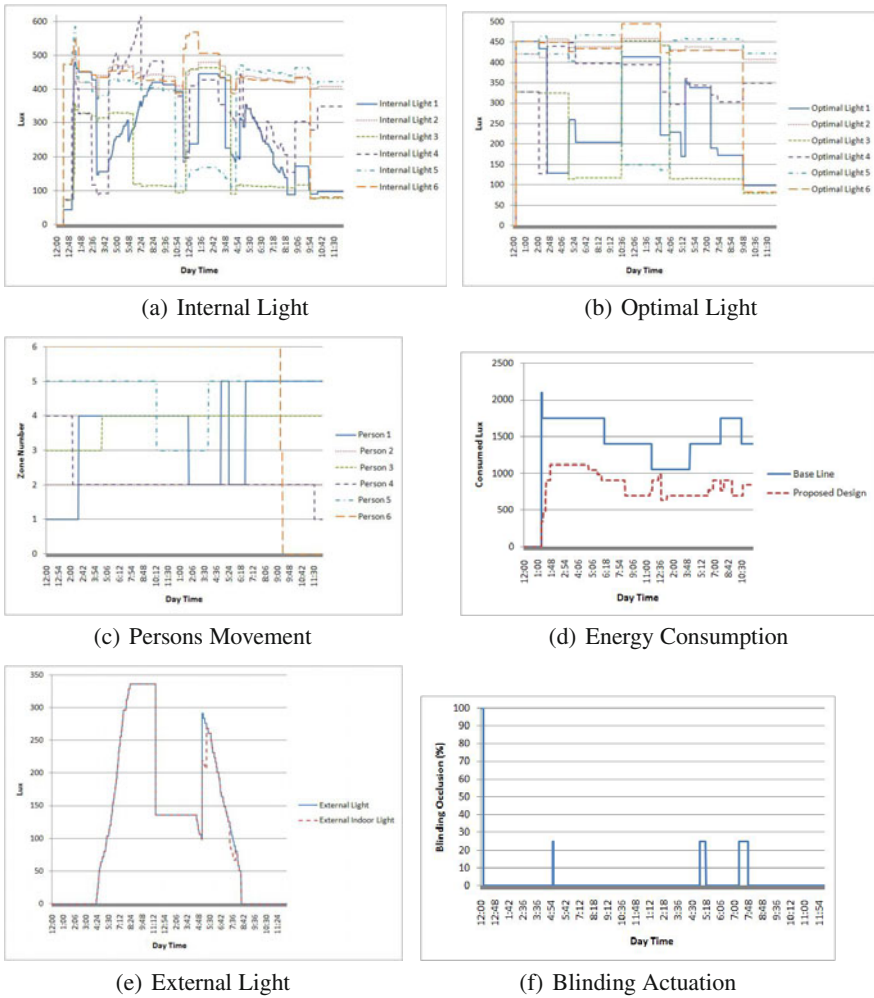 600
500
400
300
200
100
0
Lux
12:00 12:48 1:48 2:36 3:42 5:00 5:48 7:24 8:24 9:36 10:54 12:06 1:36 3:48 4:54 5:30 6:30 8:18 9:06 9:54 10:42 11:30
Day Time
Internal Light 1
Internal Light 2
Internal Light 3
Internal Light 4
Internal Light 5
Internal Light 6
(a) Internal Light
500
450
400
350
300
250
200
150
100
50
0
Lux
12:00 1:00 2:00 2:48 4:06 5:24 6:18 8:12 9:12 10:36 11:36 1:06 2:54 4:06 5:12 5:54 7:00 7:54 8:54 9:48 10:36 11:30
Day Time
Optimal Light 1
Optimal Light 2
Optimal Light 3
Optimal Light 4
Optimal Light 5
Optimal Light 6
(b) Optimal Light
6
5
4
3
2
1
0
Zone Number
12:00 12:54 2:00 2:42 3:54 5:06 6:12 7:54 8:48 10:12 11:30 1:00 2:06 3:30 4:36 5:24 6:18 8:06 9:00 9:48 10:42 11:30
Day Time
Person 1
Person 2
Person 3
Person 4
Person 5
Person 6
(c) Persons Movement
2500
2000
1500
1000
500
0
Consumed Lux
12:00 1:00 1:48 2:54 4:06 5:06 6:18 7:54 9:06 11:00 12:36 2:00 3:48 5:12 7:00 8:42 10:30
Day Time
Base Line
Proposed Design
(d) Energy Consumption
350
300
250
200
150
100
50
0
Lux
12:00 1:00 2:00 2:42 4:24 5:30 7:12 8:24 9:48 11:12 12:54 2:06 3:36 4:48 5:30 6:42 7:36 8:36 9:36 10:30 11:24
Day Time
External Light
External Indoor Light
(e) External Light
100
90
80
70
60
50
40
30
20
10
0
Blinding Occlusion (%)
12:00 12:48 1:42 2:36 3:42 4:54 5:42 7:12 8:18 9:36 10:36 11:48 1:12 2:18 3:36 4:30 5:18 6:36 7:00 7:48 8:36 9:24 10:12 11:00 11:54
Day Time
(f) Blinding Actuation